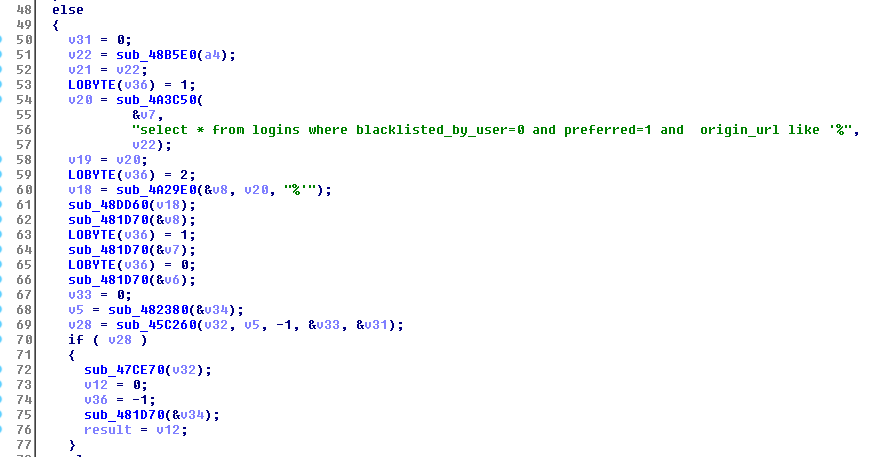 48 else
49 {
50 v31 = 0;
51 v22 = sub_48B5E0(a4);
52 v21 = v22;
53 LOBYTE(v36) = 1;
54 v20 = sub_4A3C50(
55 &v7,
56 "select * from logins where blacklisted_by_user=0 and preferred=1 and  origin_url like '%",
57 v22);
58 v19 = v20;
59 LOBYTE(v36) = 2;
60 v18 = sub_4A29E0(&v8, v20, "%'");
61 sub_48DD60(v18);
62 sub_481D70(&v8);
63 LOBYTE(v36) = 1;
64 sub_481D70(&v7);
65 LOBYTE(v36) = 0;
66 sub_481D70(&v6);
67 v33 = 0;
68 v5 = sub_482380(&v34);
69 v28 = sub_45C260(v32, v5, -1, &v33, &v31);
70 if ( v28 )
71 {
72 sub_47CE70(v32);
73 v12 = 0;
74 v36 = -1;
75 sub_481D70(&v34);
76 result = v12;
77 }